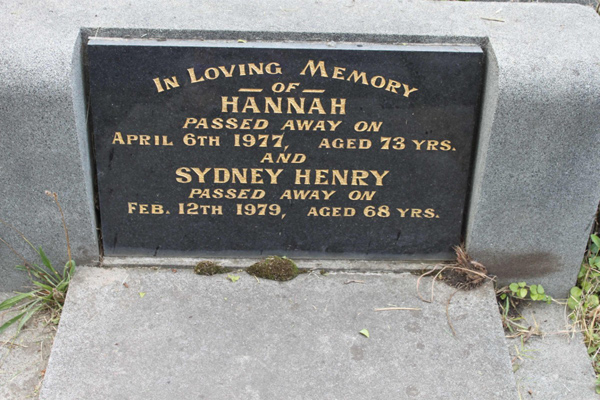 In Loving Memory
— OF —
HANNAH
PASSED AWAY ON
APRIL 6TH 1977, AGED 73 YRS.
AND
SYDNEY HENRY
PASSED AWAY ON
FEB. 12TH 1979, AGED 68 YRS.